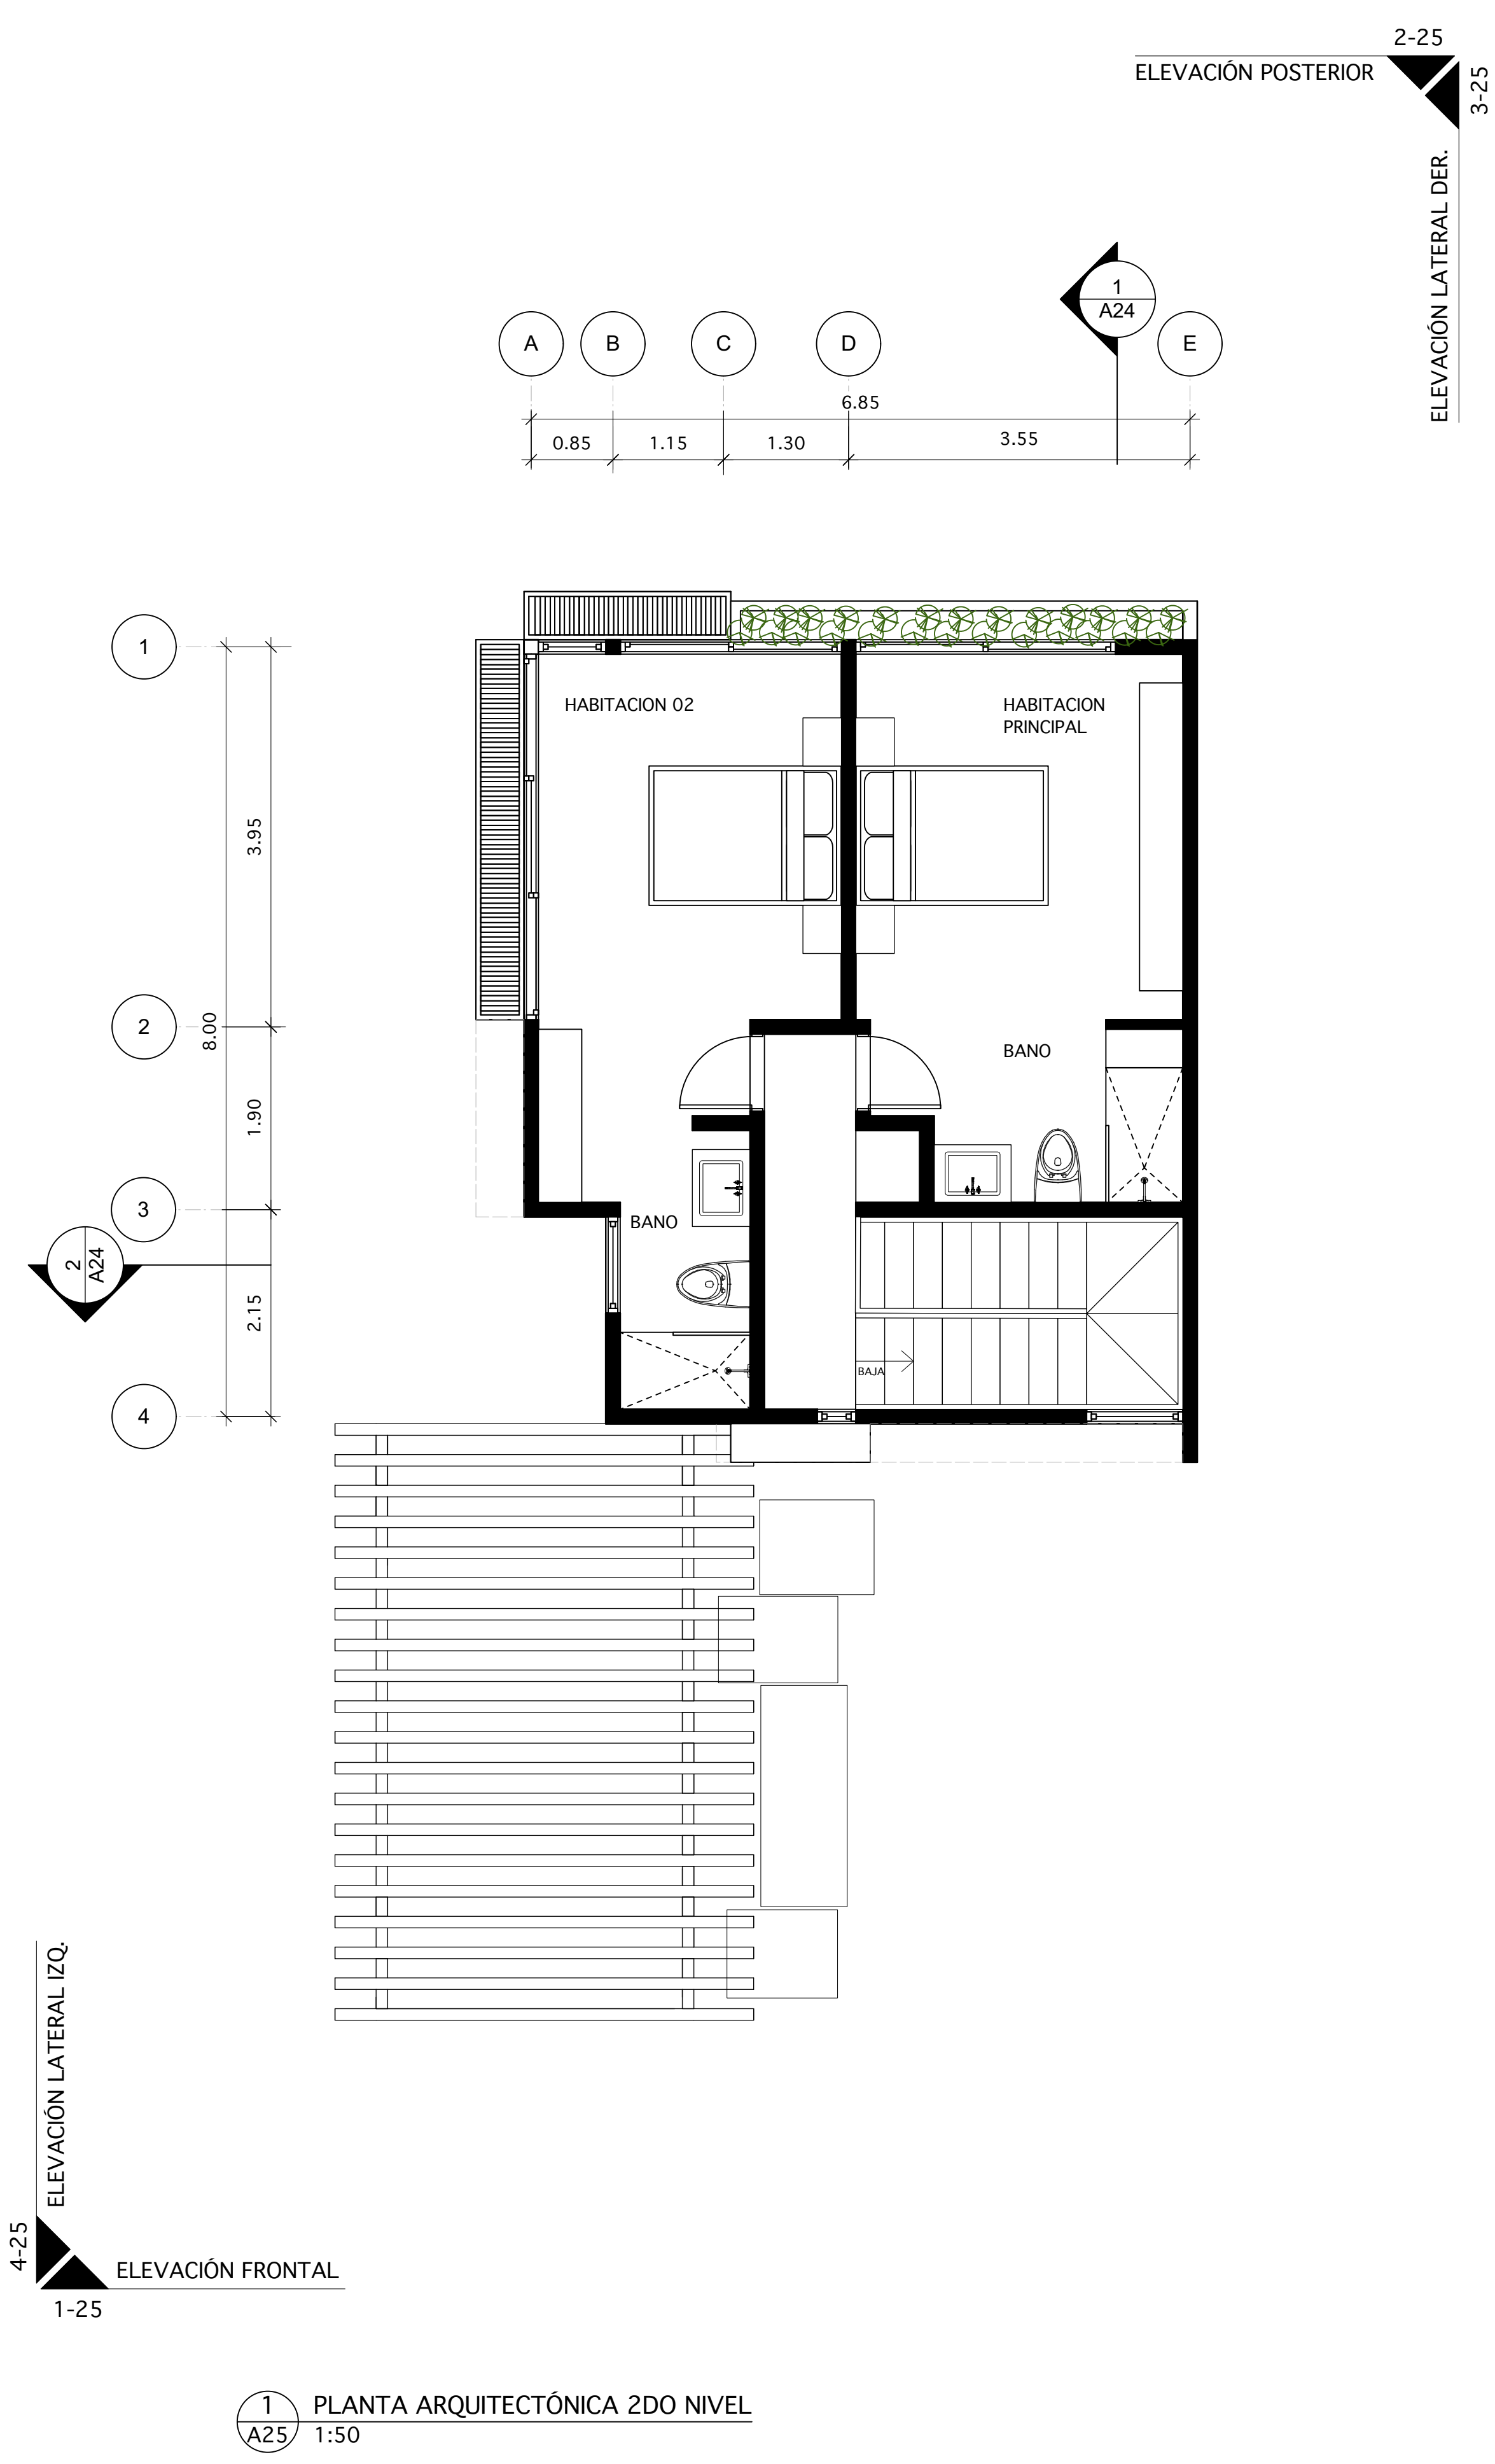 2-25
ELEVACIÓN POSTERIOR
3-25
ELEVACIÓN LATERAL DER.
1
A24
A
B
C
D
E
6.85
0.85
1.15
1.30
3.55
1
2
3
4
3.95
8.00
1.90
2.15
2
A24
HABITACION 02
HABITACION
PRINCIPAL
BANO
BANO
BAJA
ELEVACIÓN LATERAL IZQ.
4-25
ELEVACIÓN FRONTAL
1-25
1
A25
PLANTA ARQUITECTÓNICA 2DO NIVEL
1:50